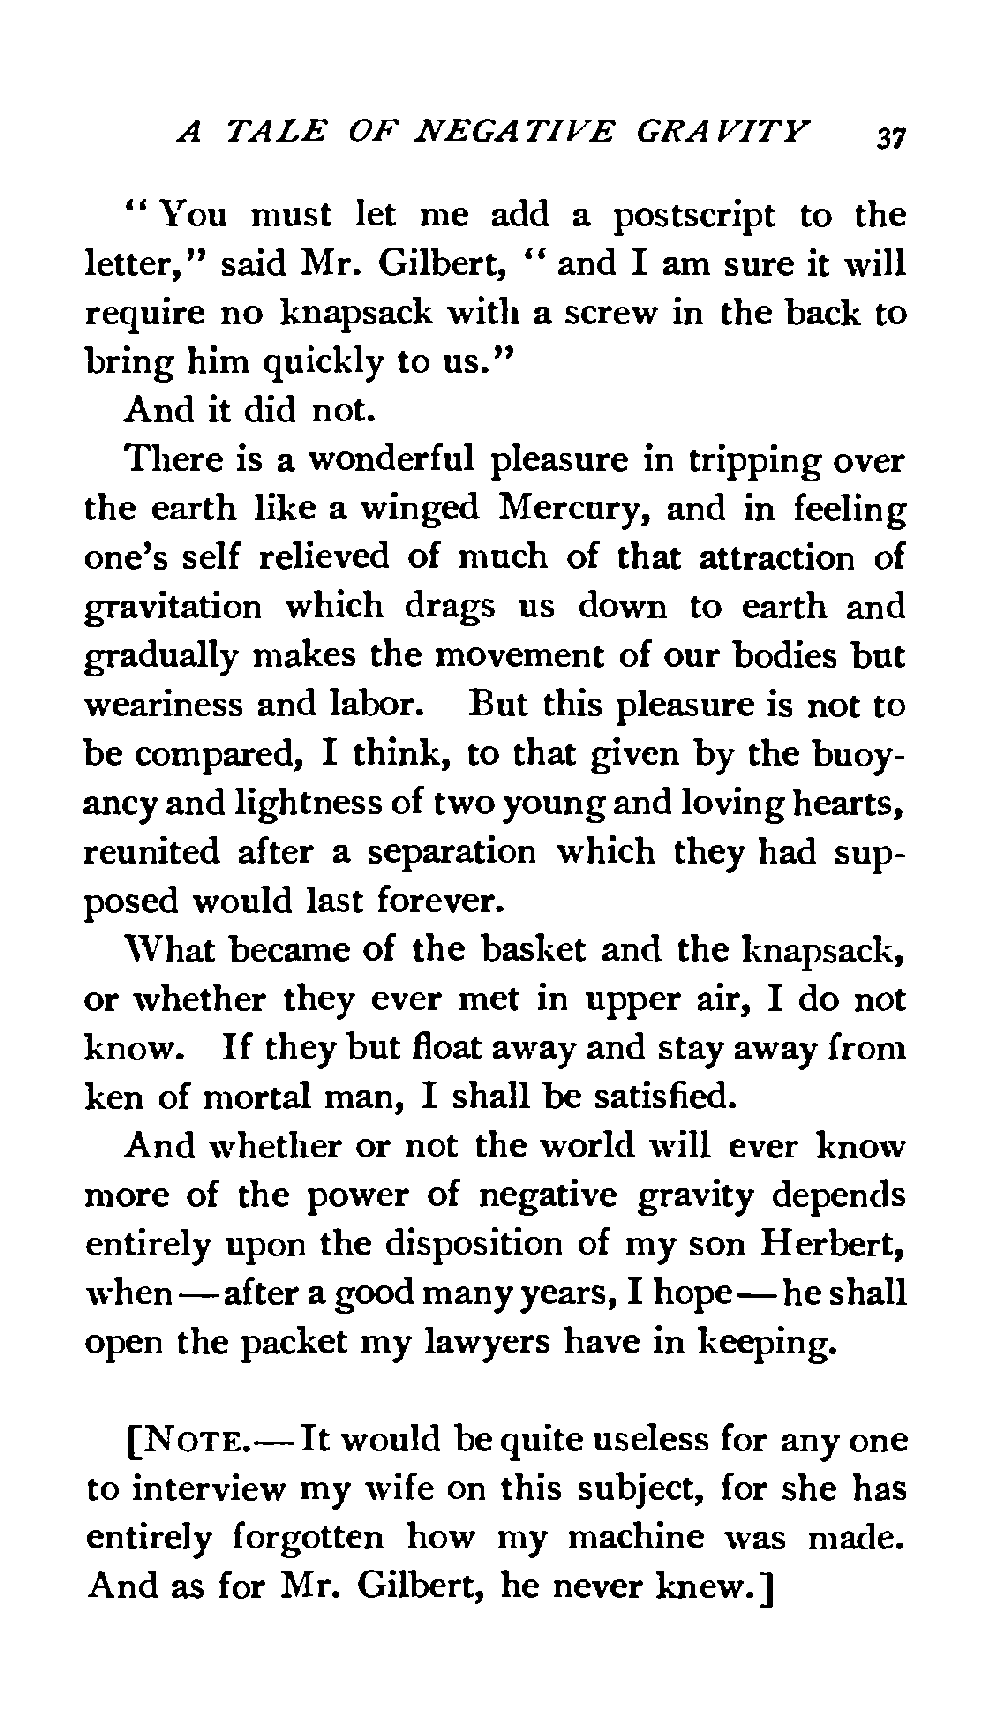 A TALE OF NEGATIVE GRAVITY 37
"You must let me add a postscript to the
letter," said Mr. Gilbert, "and I am sure it will
require no knapsack with a screw in the back to
bring him quickly to us."
And it did not.
There is a wonderful pleasure in tripping over
the earth like a winged Mercury, and in feeling
one's self relieved of much of that attraction of
gravitation which drags us down to earth and
gradually makes the movement of our bodies but
weariness and labor. But this pleasure is not to
be compared, I think, to that given by the buoy-
ancy and lightness of two young and loving hearts,
reunited after a separation which they had sup-
posed would last forever.
What became of the basket and the knapsack,
or whether they ever met in upper air, I do not
know. If they but float away and stay away from
ken of mortal man, I shall be satisfied.
And whether or not the world will ever know
more of the power of negative gravity depends
entirely upon the disposition of my son Herbert,
when—after a good many years, I hope—he shall
open the packet my lawyers have in keeping.
[NOTE.—It would be quite useless for any one
to interview my wife on this subject, for she has
entirely forgotten how my machine was made.
And as for Mr. Gilbert, he never knew.]